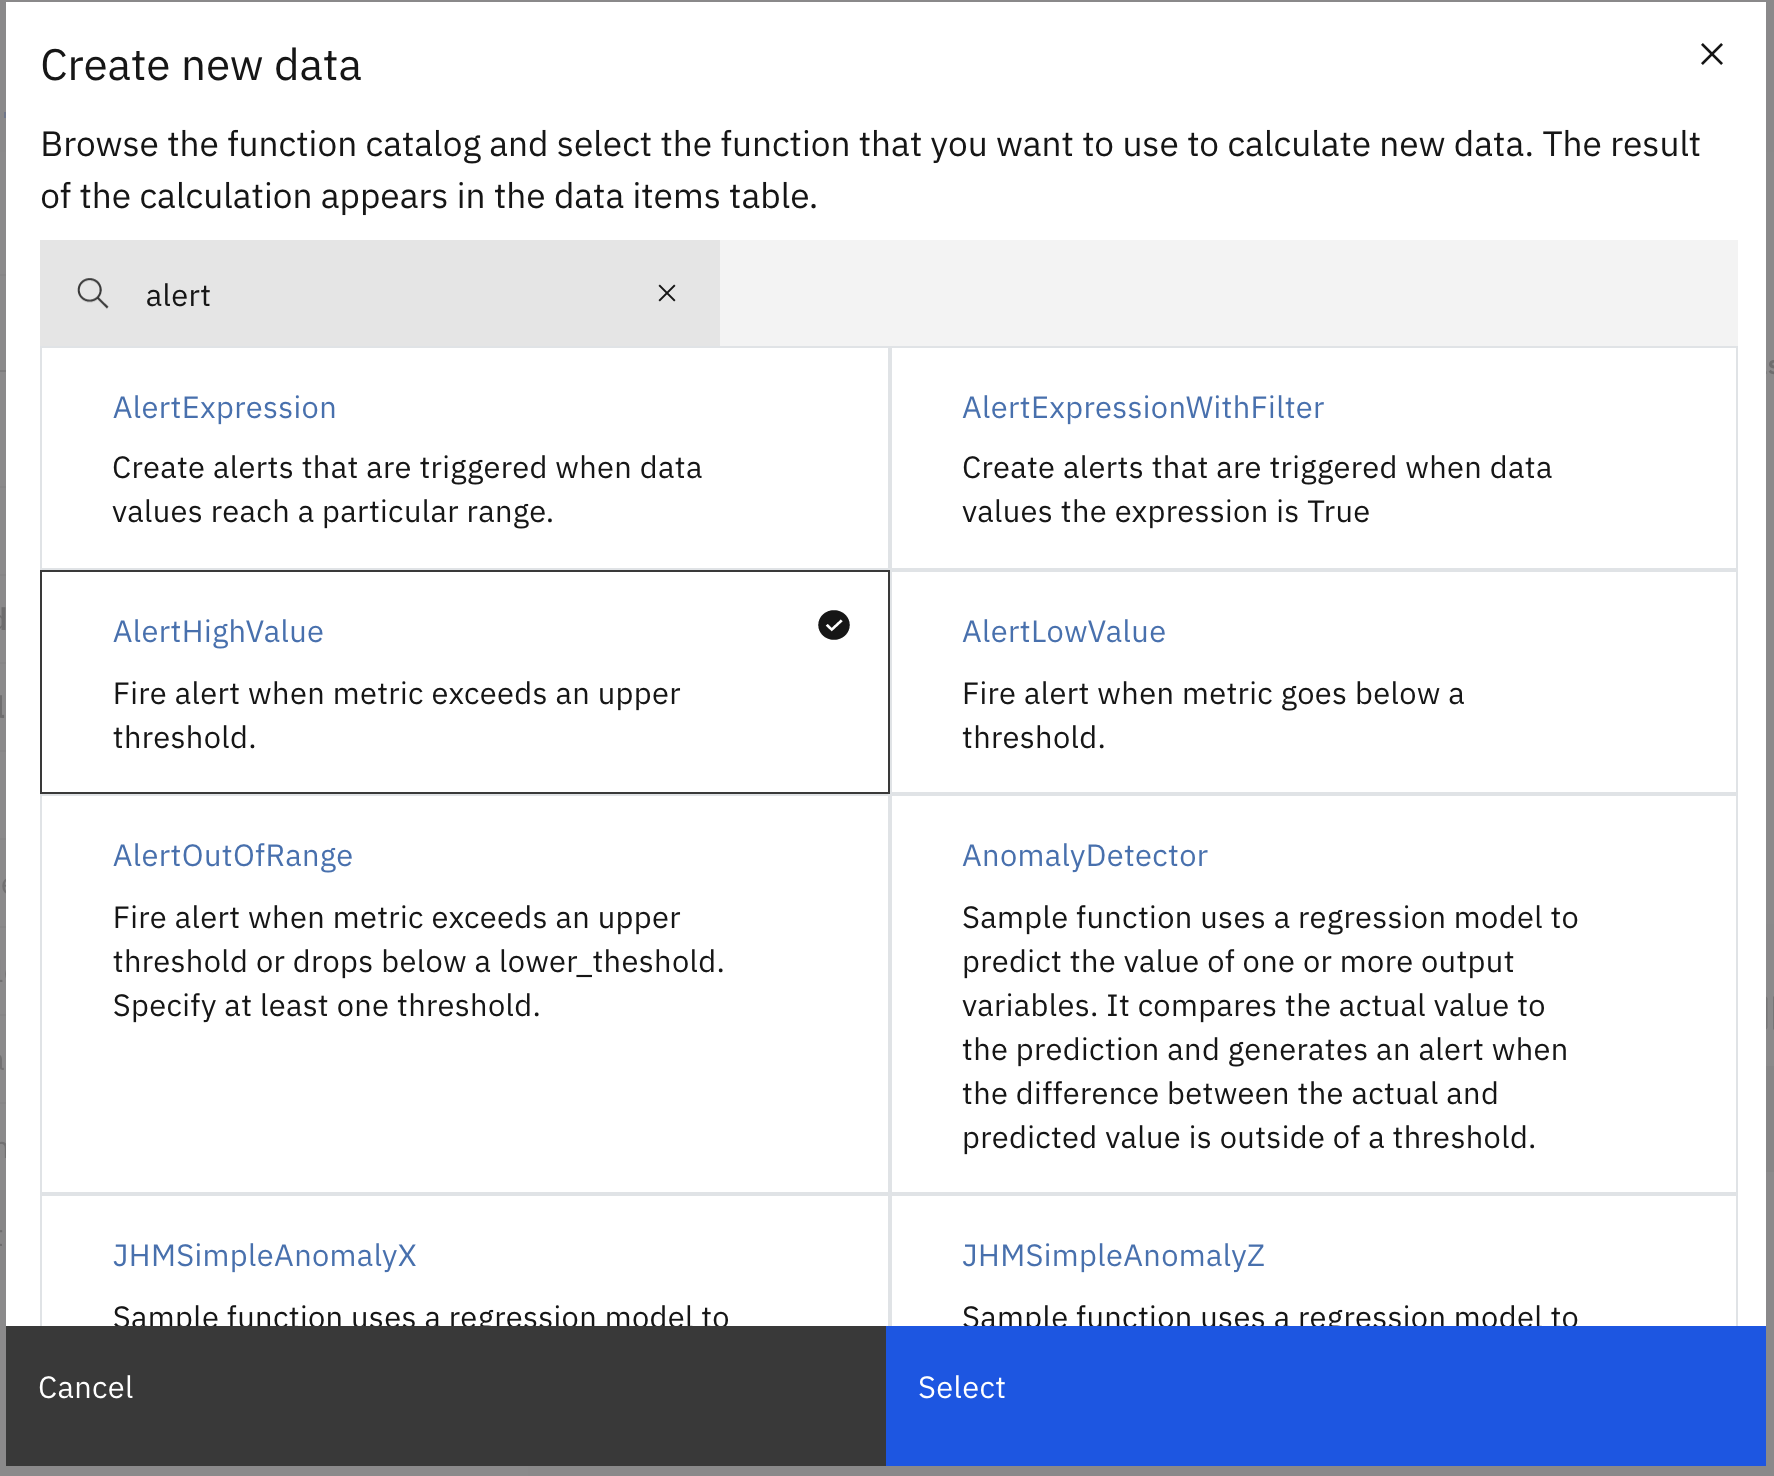 Create new data
Browse the function catalog and select the function that you want to use to calculate new data. The result
of the calculation appears in the data items table.
alert
AlertExpression
Create alerts that are triggered when data
values reach a particular range.
AlertExpressionWithFilter
Create alerts that are triggered when data
values the expression is True
AlertHighValue
Fire alert when metric exceeds an upper
threshold.
AlertLowValue
Fire alert when metric goes below a
threshold.
AlertOutOfRange
Fire alert when metric exceeds an upper
threshold or drops below a lower_theshold.
Specify at least one threshold.
AnomalyDetector
Sample function uses a regression model to
predict the value of one or more output
variables. It compares the actual value to
the prediction and generates an alert when
the difference between the actual and
predicted value is outside of a threshold.
JHMSimpleAnomalyX
Sample function uses a regression model to
JHMSimpleAnomalyZ
Sample function uses a regression model to
Cancel
Select